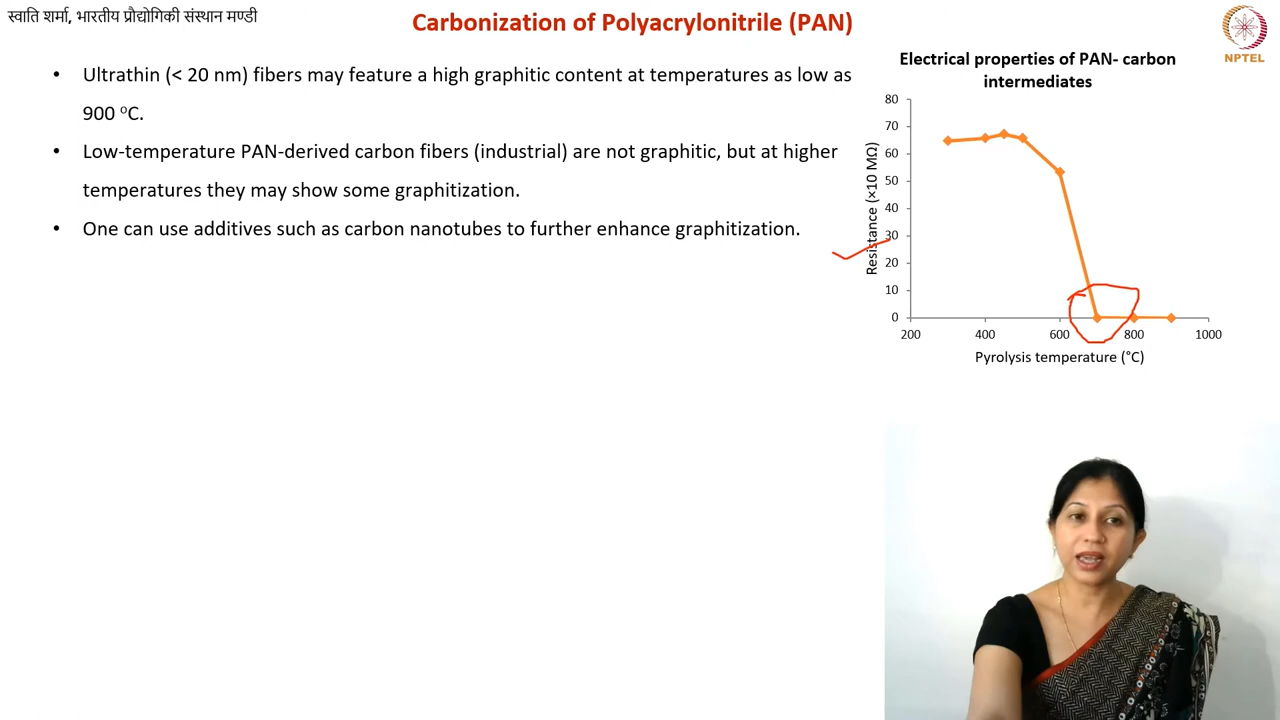 स्वाति शर्मा, भारतीय प्रौद्योगिकी संस्थान मण्डी
Carbonization of Polyacrylonitrile (PAN)
NPTEL
• Ultrathin (< 20 nm) fibers may feature a high graphitic content at temperatures as low as
900 ⁰C.
• Low-temperature PAN-derived carbon fibers (industrial) are not graphitic, but at higher
temperatures they may show some graphitization.
• One can use additives such as carbon nanotubes to further enhance graphitization.
Electrical properties of PAN- carbon
intermediates
Resistance (×10 MΩ)
80
70
60
50
40
30
20
10
0
200 400 600 800 1000
Pyrolysis temperature (°C)